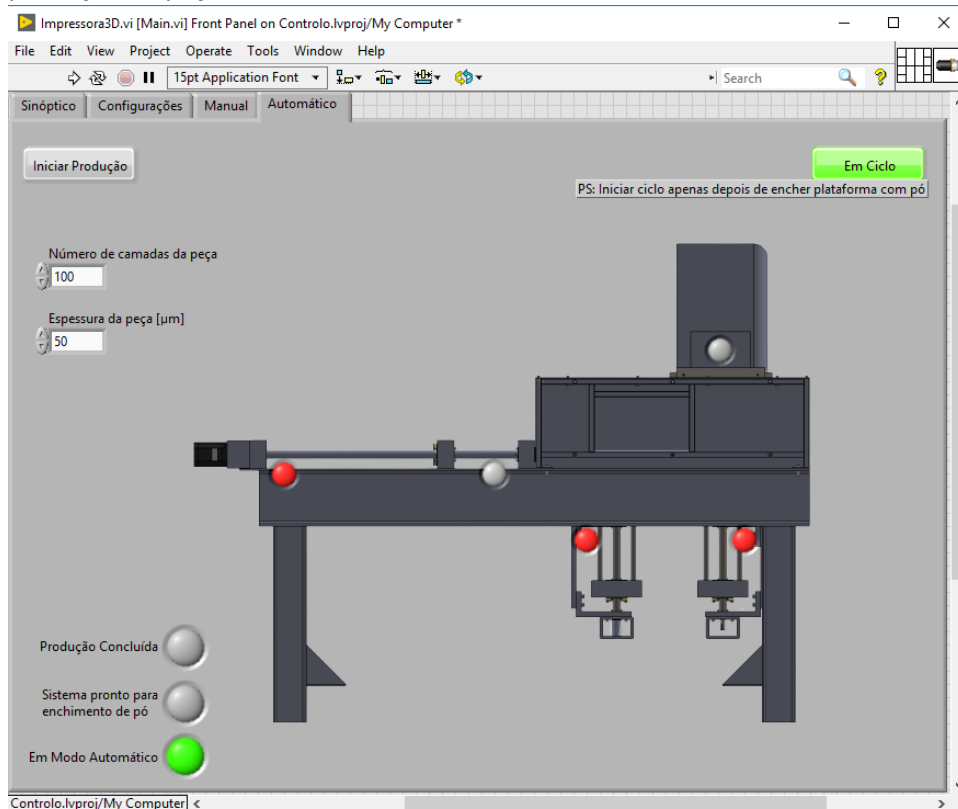 Impressora3D.vi [Main.vi] Front Panel on Controlo.lvproj/My Computer *
File Edit View Project Operate Tools Window Help
15pt Application Font
Search
Sinóptico Configurações Manual Automático
Iniciar Produção
Em Ciclo
PS: Iniciar ciclo apenas depois de encher plataforma com pó
Número de camadas da peça
100
Espessura da peça [µm]
50
Produção Concluída
Sistema pronto para
enchimento de pó
Em Modo Automático
Controlo.lvproj/My Computer